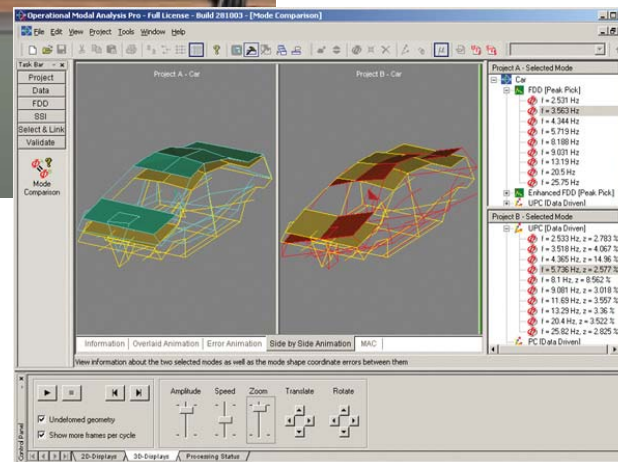 Operational Modal Analysis Pro - Full License - Build 281003 - [Mode Comparison]
File Edit View Project Tools Window Help
Task Bar
Project
Data
FDD
SSI
Select & Link
Validate
Mode
Comparison
Project A - Car
Project B - Car
Project A - Selected Mode
Car
FDD [Peak Pick]
f = 2.531 Hz
f = 3.563 Hz
f = 4.344 Hz
f = 5.719 Hz
f = 8.188 Hz
f = 9.031 Hz
f = 13.19 Hz
f = 20.5 Hz
f = 25.75 Hz
Enhanced FDD [Peak Pick]
UPC [Data Driven]
Project B - Selected Mode
UPC [Data Driven]
f = 2.533 Hz, z = 2.783 %
f = 3.518 Hz, z = 4.067 %
f = 4.365 Hz, z = 14.96 %
f = 5.736 Hz, z = 2.577 %
f = 8.1 Hz, z = 8.562 %
f = 9.081 Hz, z = 3.018 %
f = 11.69 Hz, z = 3.557 %
f = 13.29 Hz, z = 3.36 %
f = 20.4 Hz, z = 3.522 %
f = 25.82 Hz, z = 2.825 %
PC [Data Driven]
Information Overlaid Animation Error Animation Side by Side Animation MAC
View information about the two selected modes as well as the mode shape coordinate errors between them
Control Panel
Undeformed geometry
Show more frames per cycle
Amplitude Speed Zoom Translate Rotate
2D-Displays 3D-Displays Processing Status